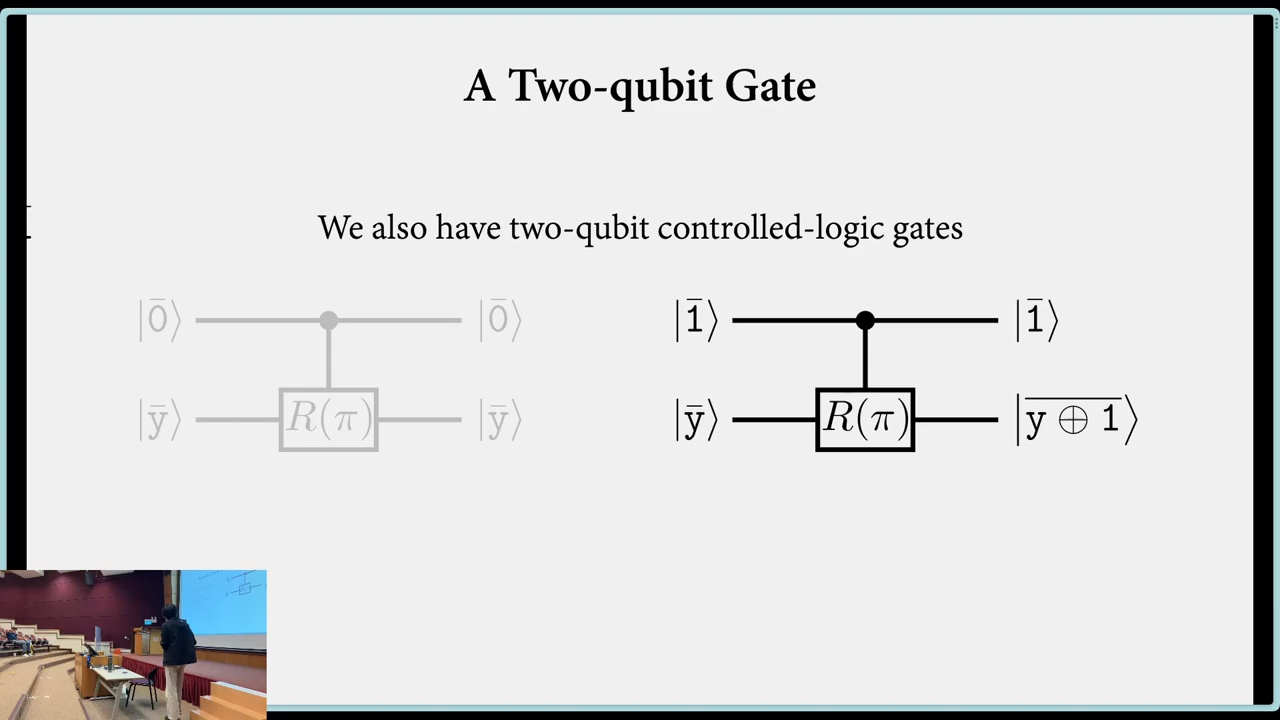 A Two-qubit Gate
We also have two-qubit controlled-logic gates
|0̅⟩ |0̅⟩ |1̅⟩ |1̅⟩
|y̅⟩ R(π) |y̅⟩ |y̅⟩ R(π) |y̅ ̅⊕̅ ̅1̅⟩